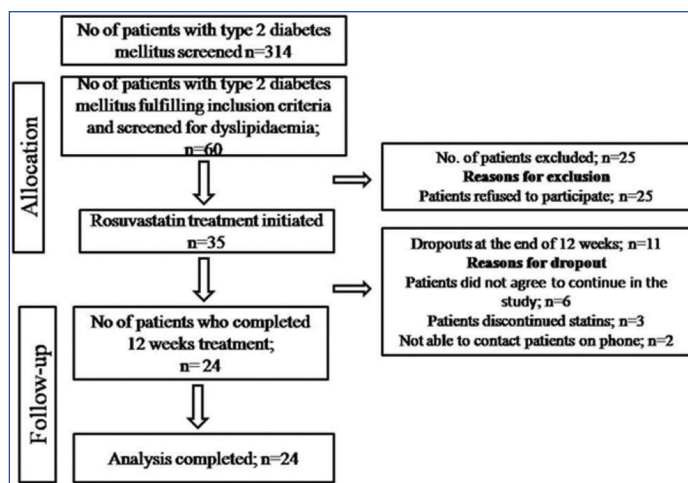 No of patients with type 2 diabetes
mellitus screened n=314
No of patients with type 2 diabetes
mellitus fulfilling inclusion criteria
and screened for dyslipidaemia;
n=60
Allocation
No. of patients excluded; n=25
Reasons for exclusion
Patients refused to participate; n=25
Rosuvastatin treatment initiated
n=35
Dropouts at the end of 12 weeks; n=11
Reasons for dropout
Patients did not agree to continue in the
study; n=6
Patients discontinued statins; n=3
Not able to contact patients on phone; n=2
No of patients who completed
12 weeks treatment;
n= 24
Follow-up
Analysis completed; n=24